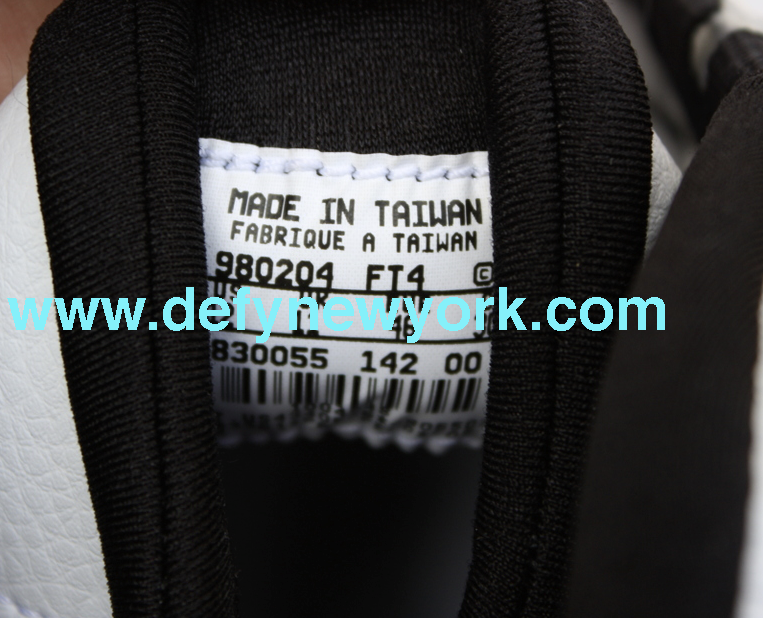 MADE IN TAIWAN
FABRIQUE A TAIWAN
980204 FT4 ©
www.defynewyork.com
830055 142 00